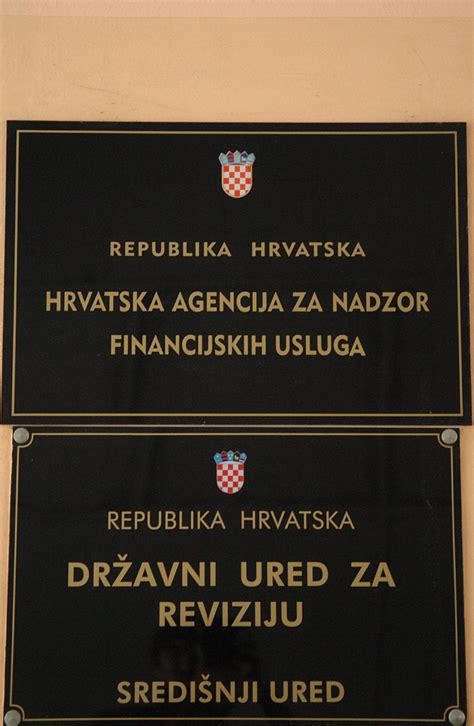 REPUBLIKA HRVATSKA
HRVATSKA AGENCIJA ZA NADZOR
FINANCIJSKIH USLUGA
REPUBLIKA HRVATSKA
DRŽAVNI URED ZA
REVIZIJU
SREDIŠNJI URED